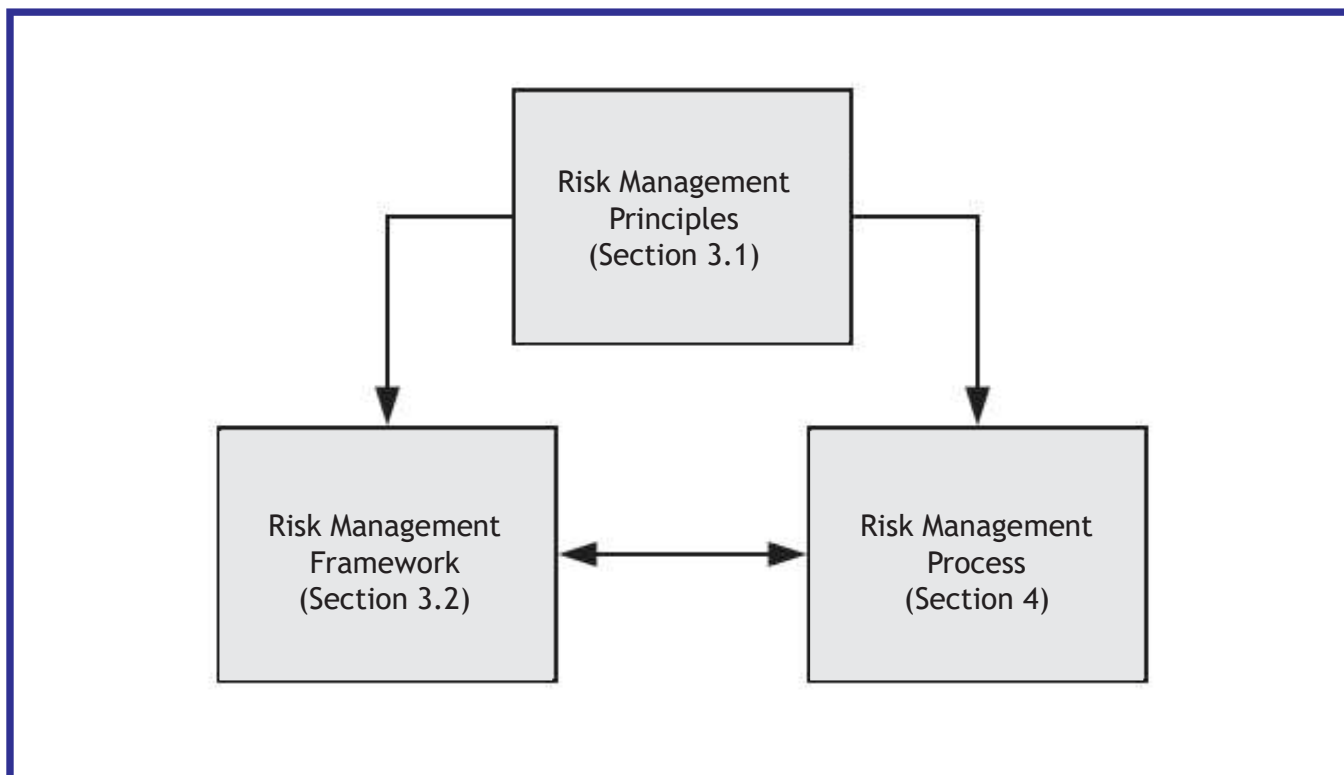 Risk Management
Principles
(Section 3.1)
Risk Management
Framework
(Section 3.2)
Risk Management
Process
(Section 4)